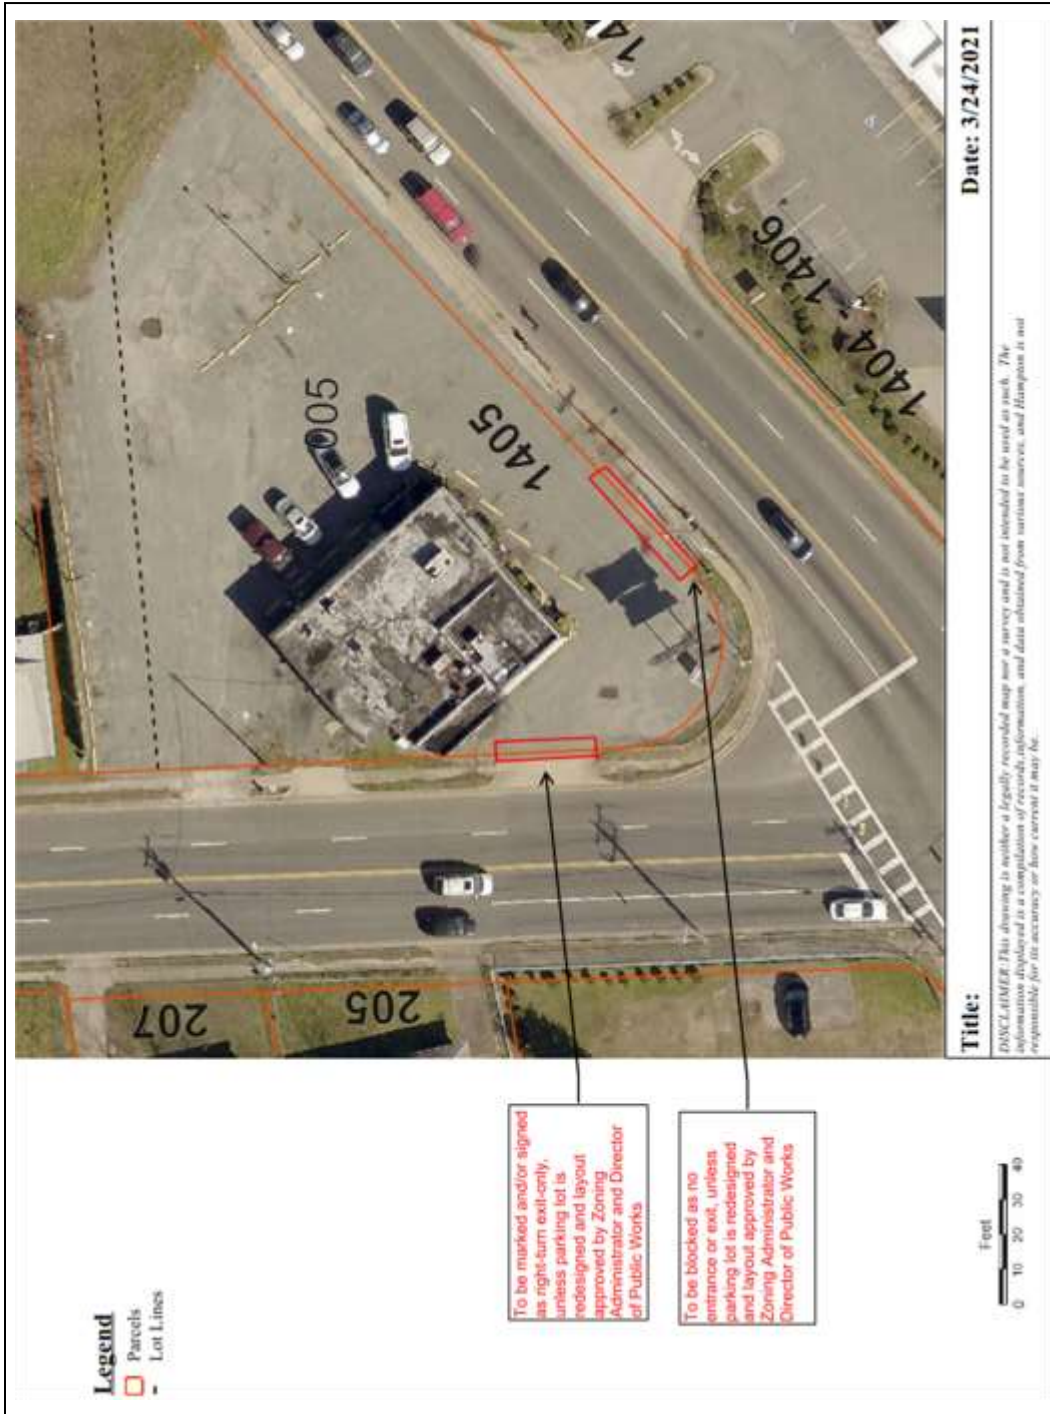 Legend
Parcels
Lot Lines
To be marked and/or signed
as right-turn exit-only,
unless parking lot is
redesigned and layout
approved by Zoning
Administrator and Director
of Public Works
To be blocked as no
entrance or exit, unless
parking lot is redesigned
and layout approved by
Zoning Administrator and
Director of Public Works
Feet
0 10 20 30 40
207
205
005
1405
14
1406
1404
Title:
Date: 3/24/2021
DISCLAIMER:This drawing is neither a legally recorded map nor a survey and is not intended to be used as such. The
information displayed is a compilation of records,information, and data obtained from various sources, and Hampton is not
responsible for its accuracy or how current it may be.